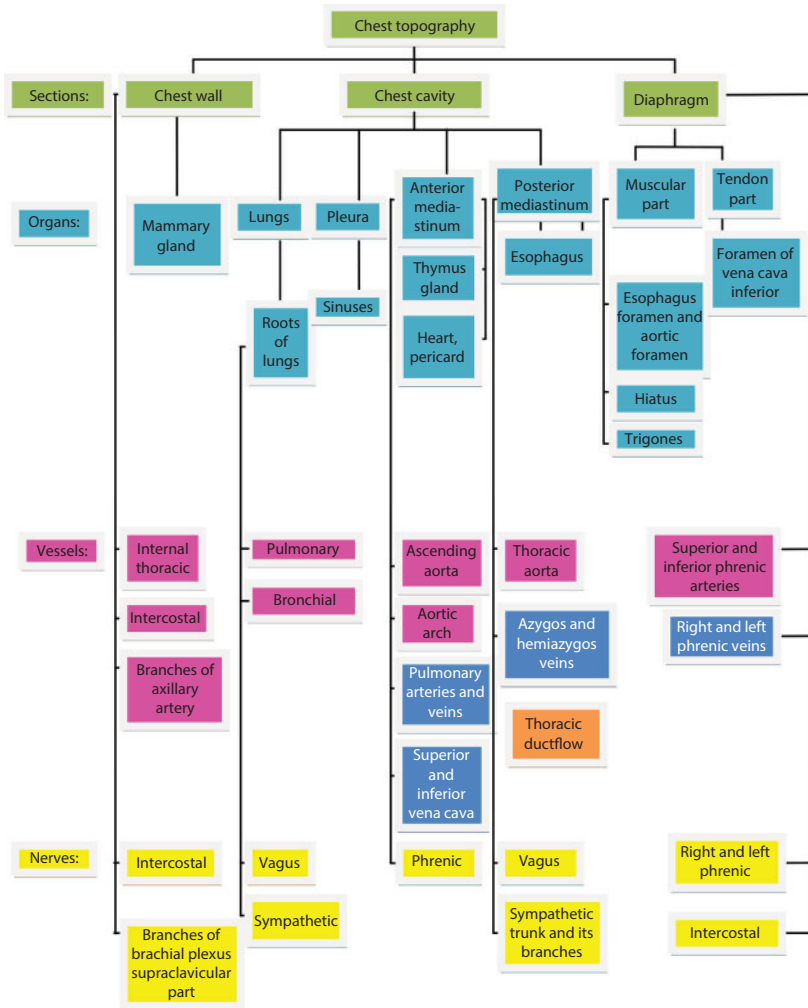 Chest topography
Sections:
Chest wall
Chest cavity
Diaphragm
Organs:
Mammary
gland
Lungs
Roots
of
lungs
Pleura
Sinuses
Anterior
media-
stinum
Thymus
gland
Heart,
pericard
Posterior
mediastinum
Esophagus
Muscular
part
Esophagus
foramen and
aortic
foramen
Hiatus
Trigones
Tendon
part
Foramen of
vena cava
inferior
Vessels:
Internal
thoracic
Intercostal
Branches of
axillary
artery
Pulmonary
Bronchial
Ascending
aorta
Aortic
arch
Pulmonary
arteries and
veins
Superior
and
inferior
vena cava
Thoracic
aorta
Azygos and
hemiazygos
veins
Thoracic
ductflow
Superior and
inferior phrenic
arteries
Right and left
phrenic veins
Nerves:
Intercostal
Branches of
brachial plexus
supraclavicular
part
Vagus
Sympathetic
Phrenic
Vagus
Sympathetic
trunk and its
branches
Right and left
phrenic
Intercostal